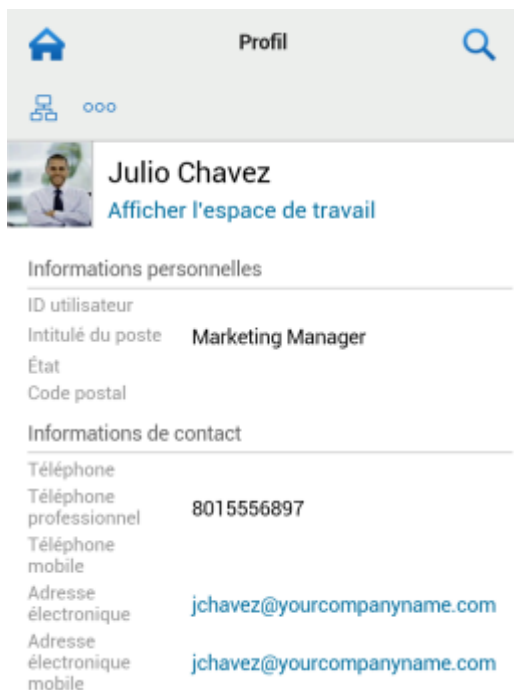 Profil
Julio Chavez
Afficher l'espace de travail
Informations personnelles
ID utilisateur
Intitulé du poste Marketing Manager
État
Code postal
Informations de contact
Téléphone
Téléphone
professionnel 8015556897
Téléphone
mobile
Adresse
électronique jchavez@yourcompanyname.com
Adresse
électronique
mobile jchavez@yourcompanyname.com